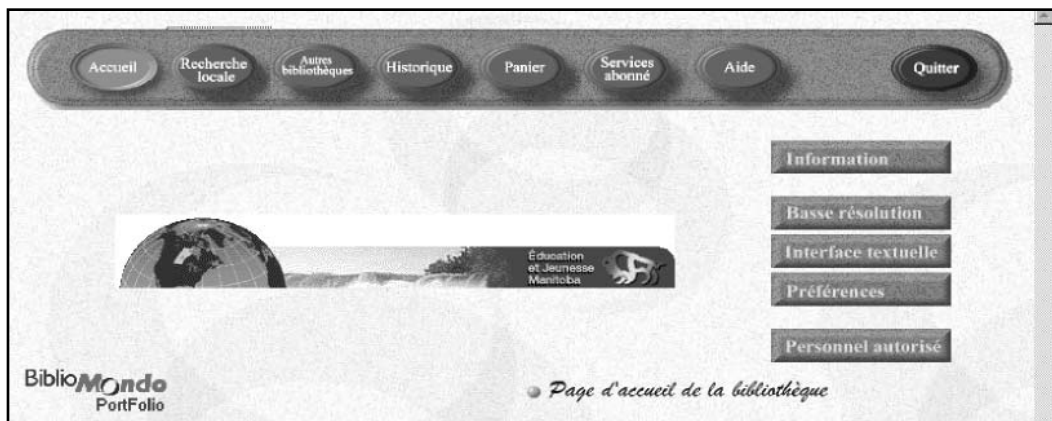 Accueil
Recherche
locale
Autres
bibliothèques
Historique
Panier
Services
abonné
Aide
Quitter
Information
Basse résolution
Interface textuelle
Préférences
Personnel autorisé
Éducation
et Jeunesse
Manitoba
BiblioMondo
PortFolio
Page d'accueil de la bibliothèque